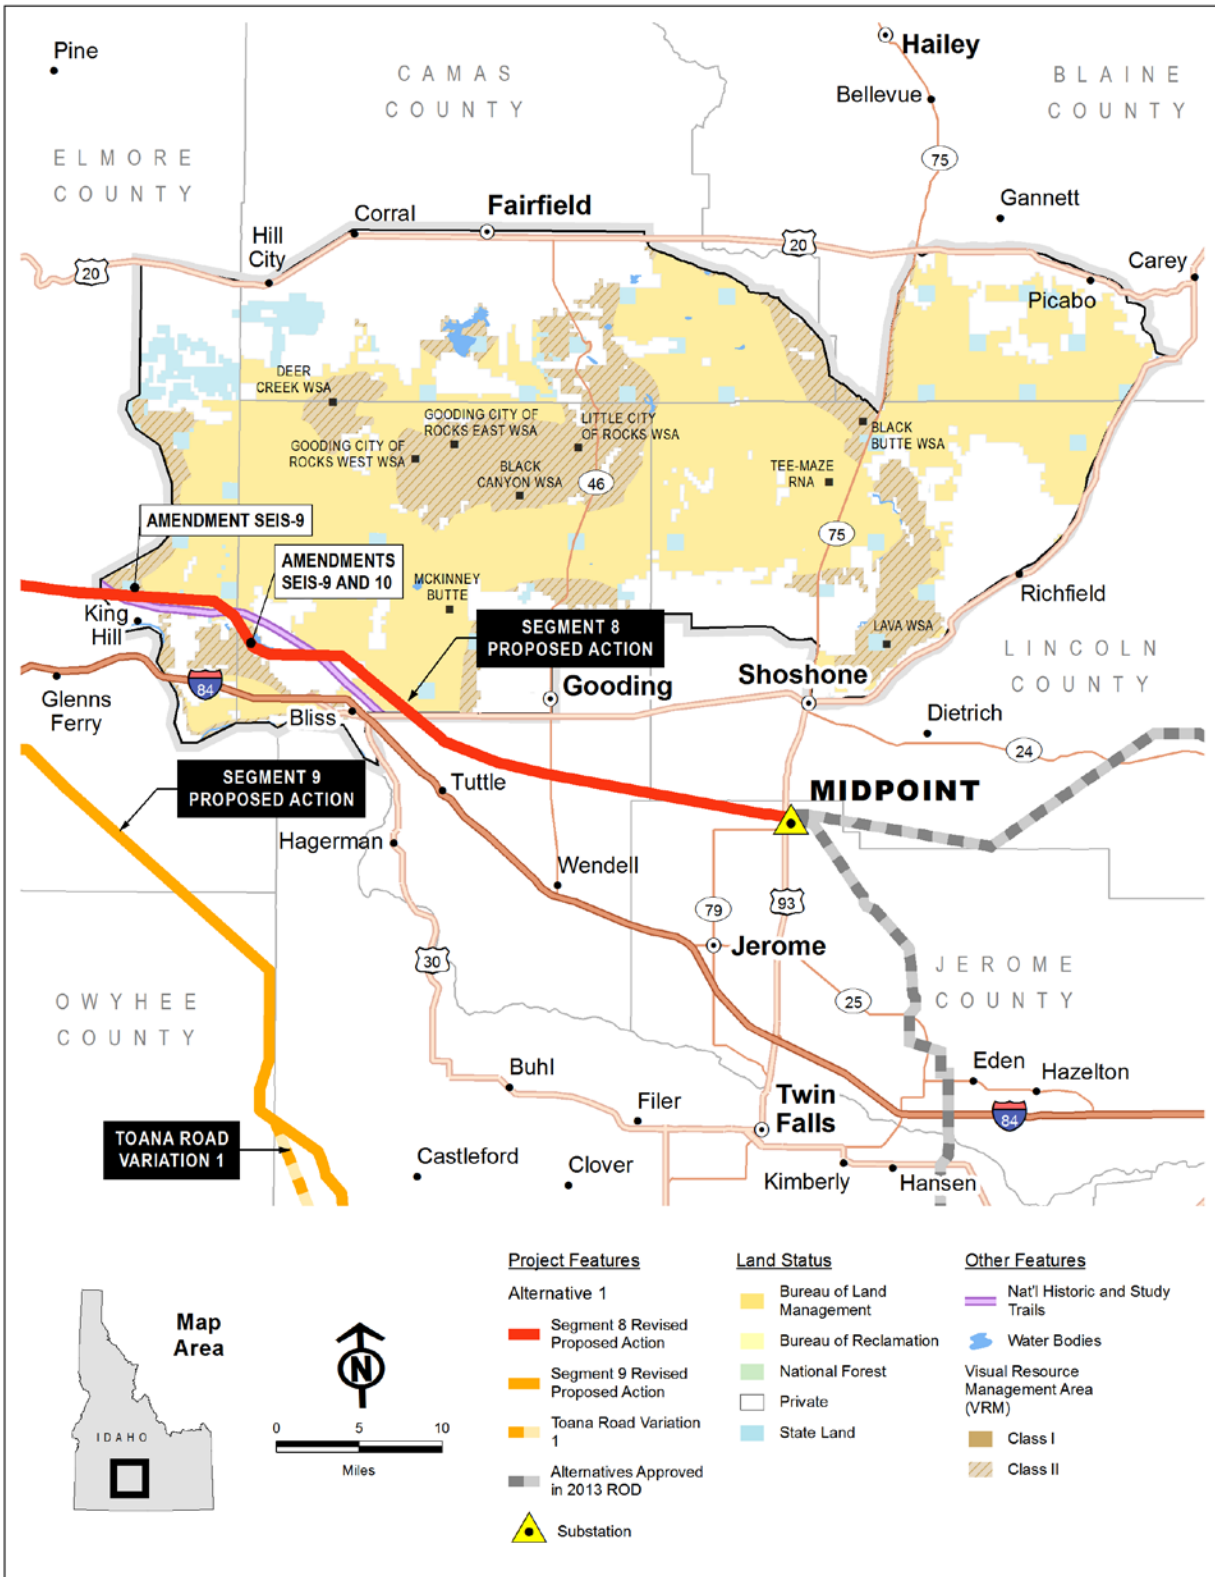 Pine
Hailey
CAMAS
COUNTY
BLAINE
COUNTY
Bellevue
75
ELMORE
COUNTY
Gannett
Corral
Fairfield
Hill
City
20
20
Carey
Picabo
DEER
CREEK WSA
GOODING CITY OF
ROCKS EAST WSA
LITTLE CITY
OF ROCKS WSA
BLACK
BUTTE WSA
GOODING CITY OF
ROCKS WEST WSA
BLACK
CANYON WSA
TEE-MAZE
RNA
46
75
AMENDMENT SEIS-9
AMENDMENTS
SEIS-9 AND 10
MCKINNEY
BUTTE
Richfield
King
Hill
SEGMENT 8
PROPOSED ACTION
LAVA WSA
LINCOLN
COUNTY
84
Glenns
Ferry
Gooding
Shoshone
Bliss
Dietrich
24
SEGMENT 9
PROPOSED ACTION
Tuttle
MIDPOINT
Hagerman
Wendell
79
93
Jerome
30
JEROME
COUNTY
25
OWYHEE
COUNTY
Eden
Hazelton
Buhl
Filer
Twin
Falls
84
TOANA ROAD
VARIATION 1
Castleford
Clover
Kimberly
Hansen
Map
Area
IDAHO
N
0 5 10
Miles
Project Features
Alternative 1
Segment 8 Revised
Proposed Action
Segment 9 Revised
Proposed Action
Toana Road Variation
1
Alternatives Approved
in 2013 ROD
Substation
Land Status
Bureau of Land
Management
Bureau of Reclamation
National Forest
Private
State Land
Other Features
Nat'l Historic and Study
Trails
Water Bodies
Visual Resource
Management Area
(VRM)
Class I
Class II